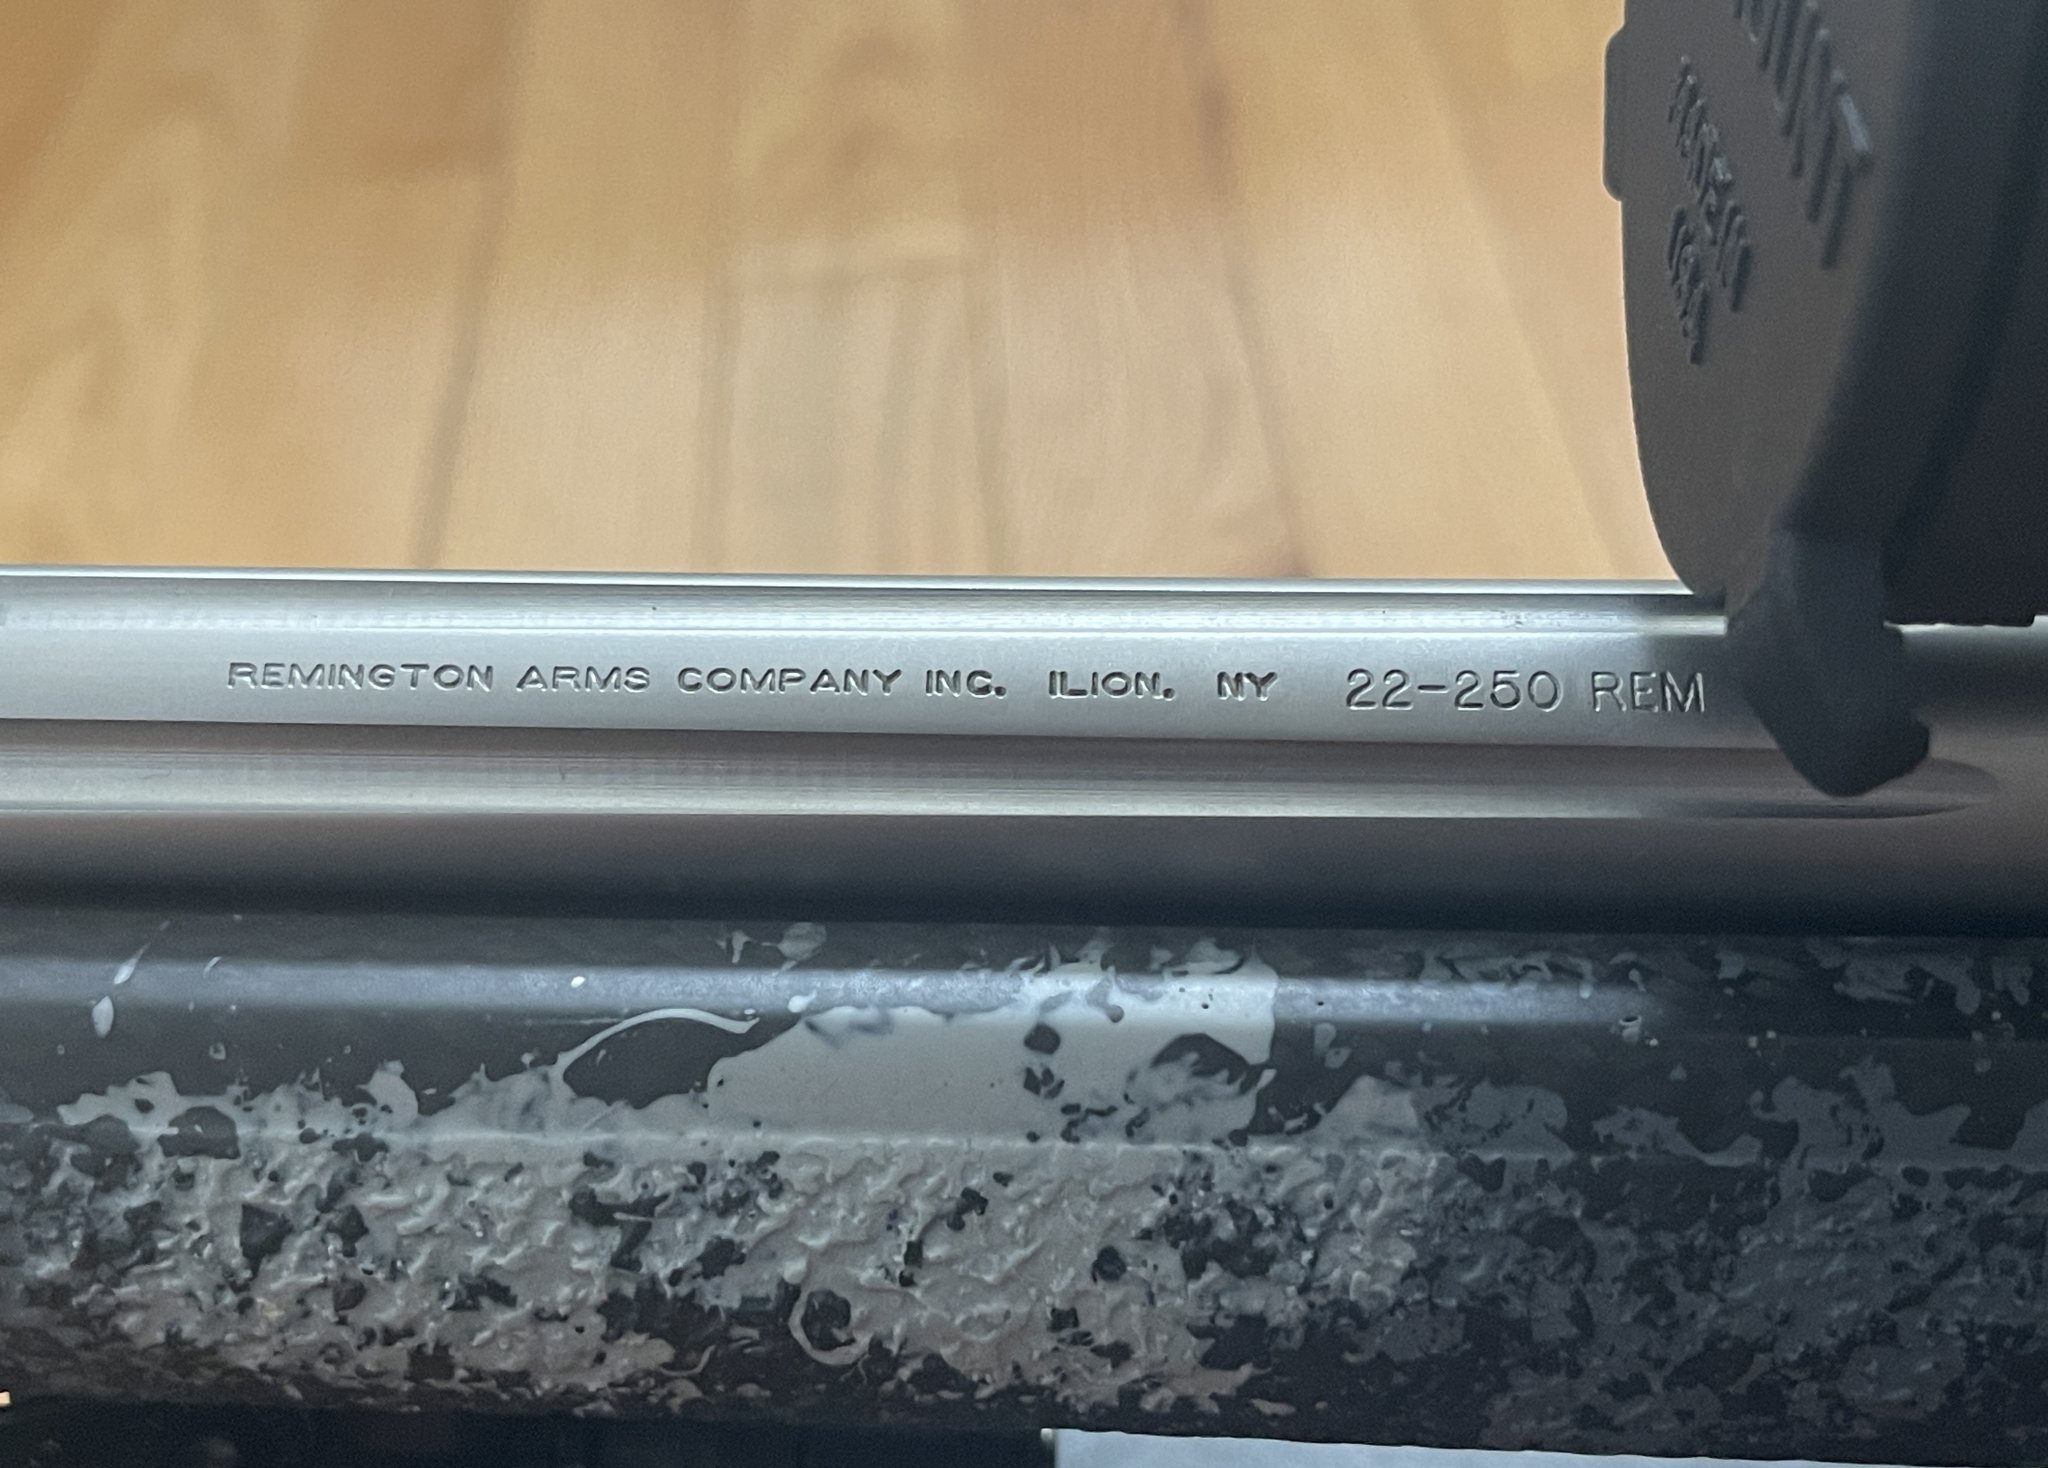 REMINGTON ARMS COMPANY INC. ILION. NY 22-250 REM